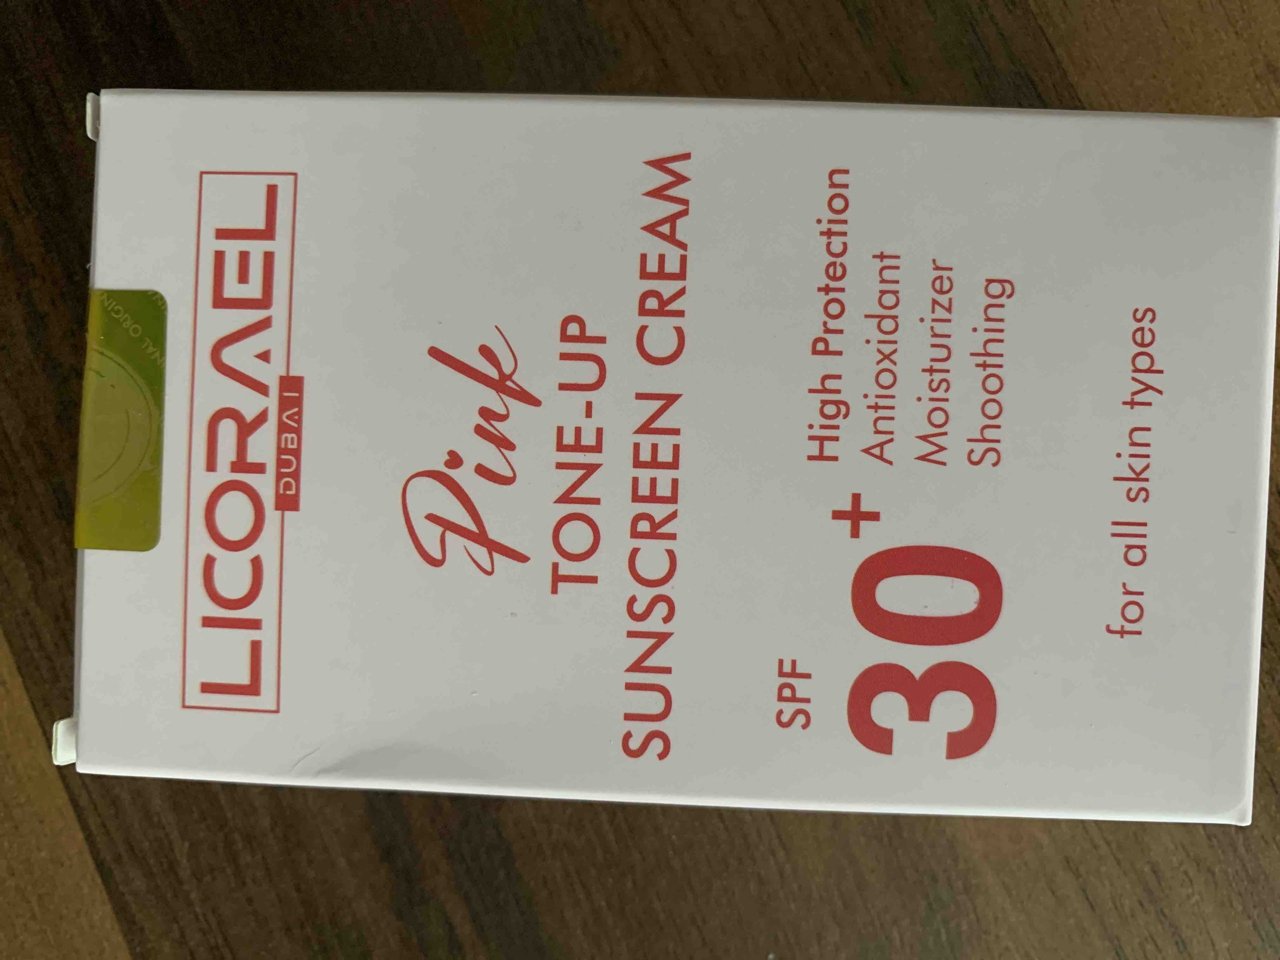 LICORAEL
DUBAI
Pink
TONE-UP
SUNSCREEN CREAM
SPF
30+
High Protection
Antioxidant
Moisturizer
Shoothing
for all skin types